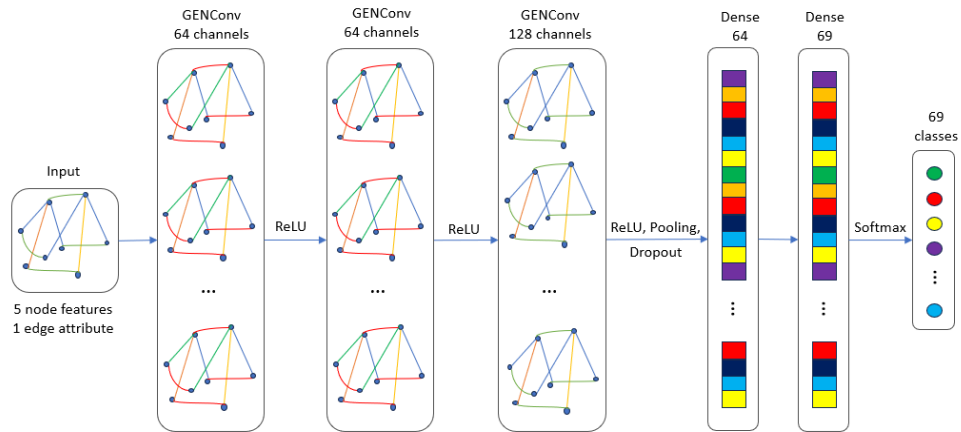 GENConv
64 channels
GENConv
64 channels
GENConv
128 channels
Dense
64
Dense
69
69
classes
Input
ReLU
ReLU
ReLU, Pooling,
Dropout
Softmax
...
...
...
...
...
...
5 node features
1 edge attribute